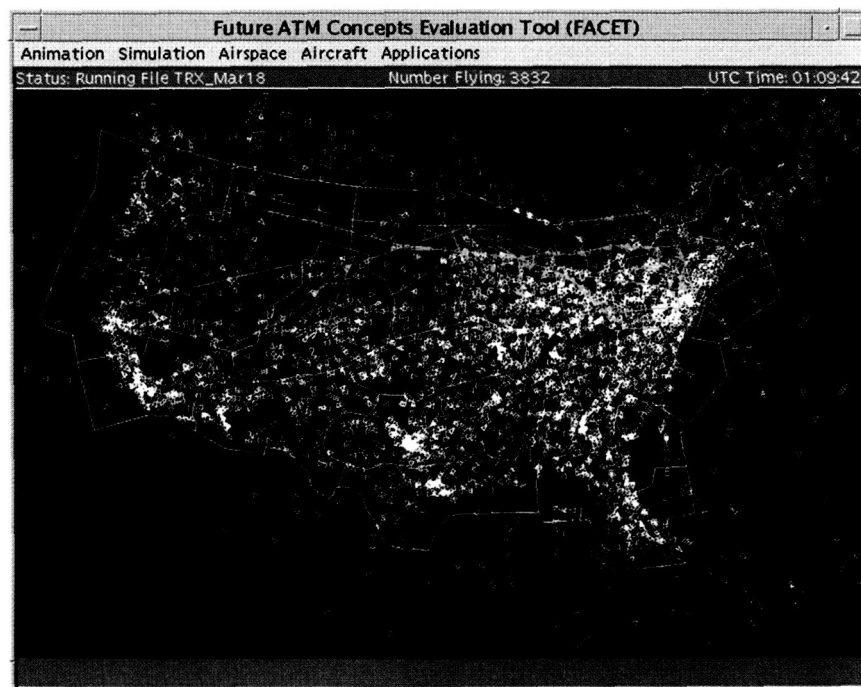 Future ATM Concepts Evaluation Tool (FACET)
Animation Simulation Airspace Aircraft Applications
Status: Running File TRX_Mar18 Number Flying: 3832 UTC Time: 01:09:42